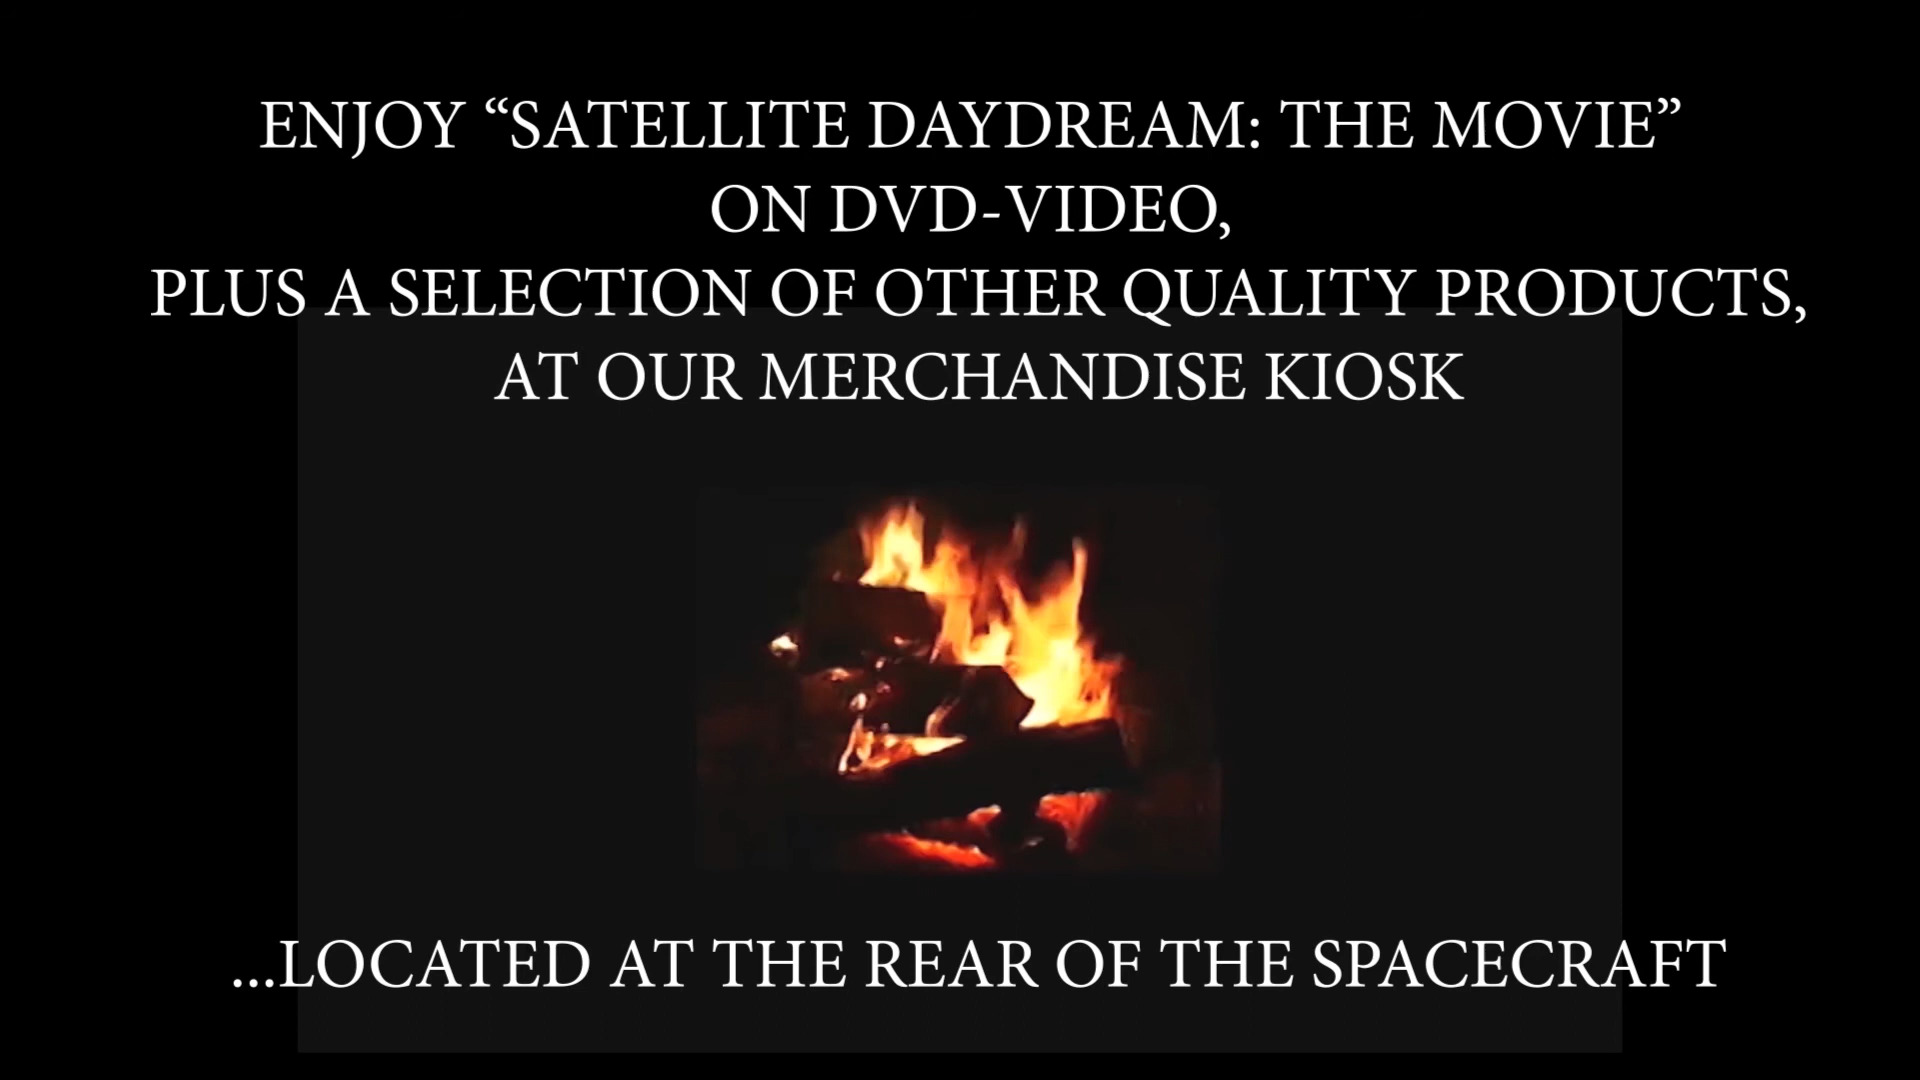 ENJOY “SATELLITE DAYDREAM: THE MOVIE”
ON DVD-VIDEO,
PLUS A SELECTION OF OTHER QUALITY PRODUCTS,
AT OUR MERCHANDISE KIOSK
...LOCATED AT THE REAR OF THE SPACECRAFT